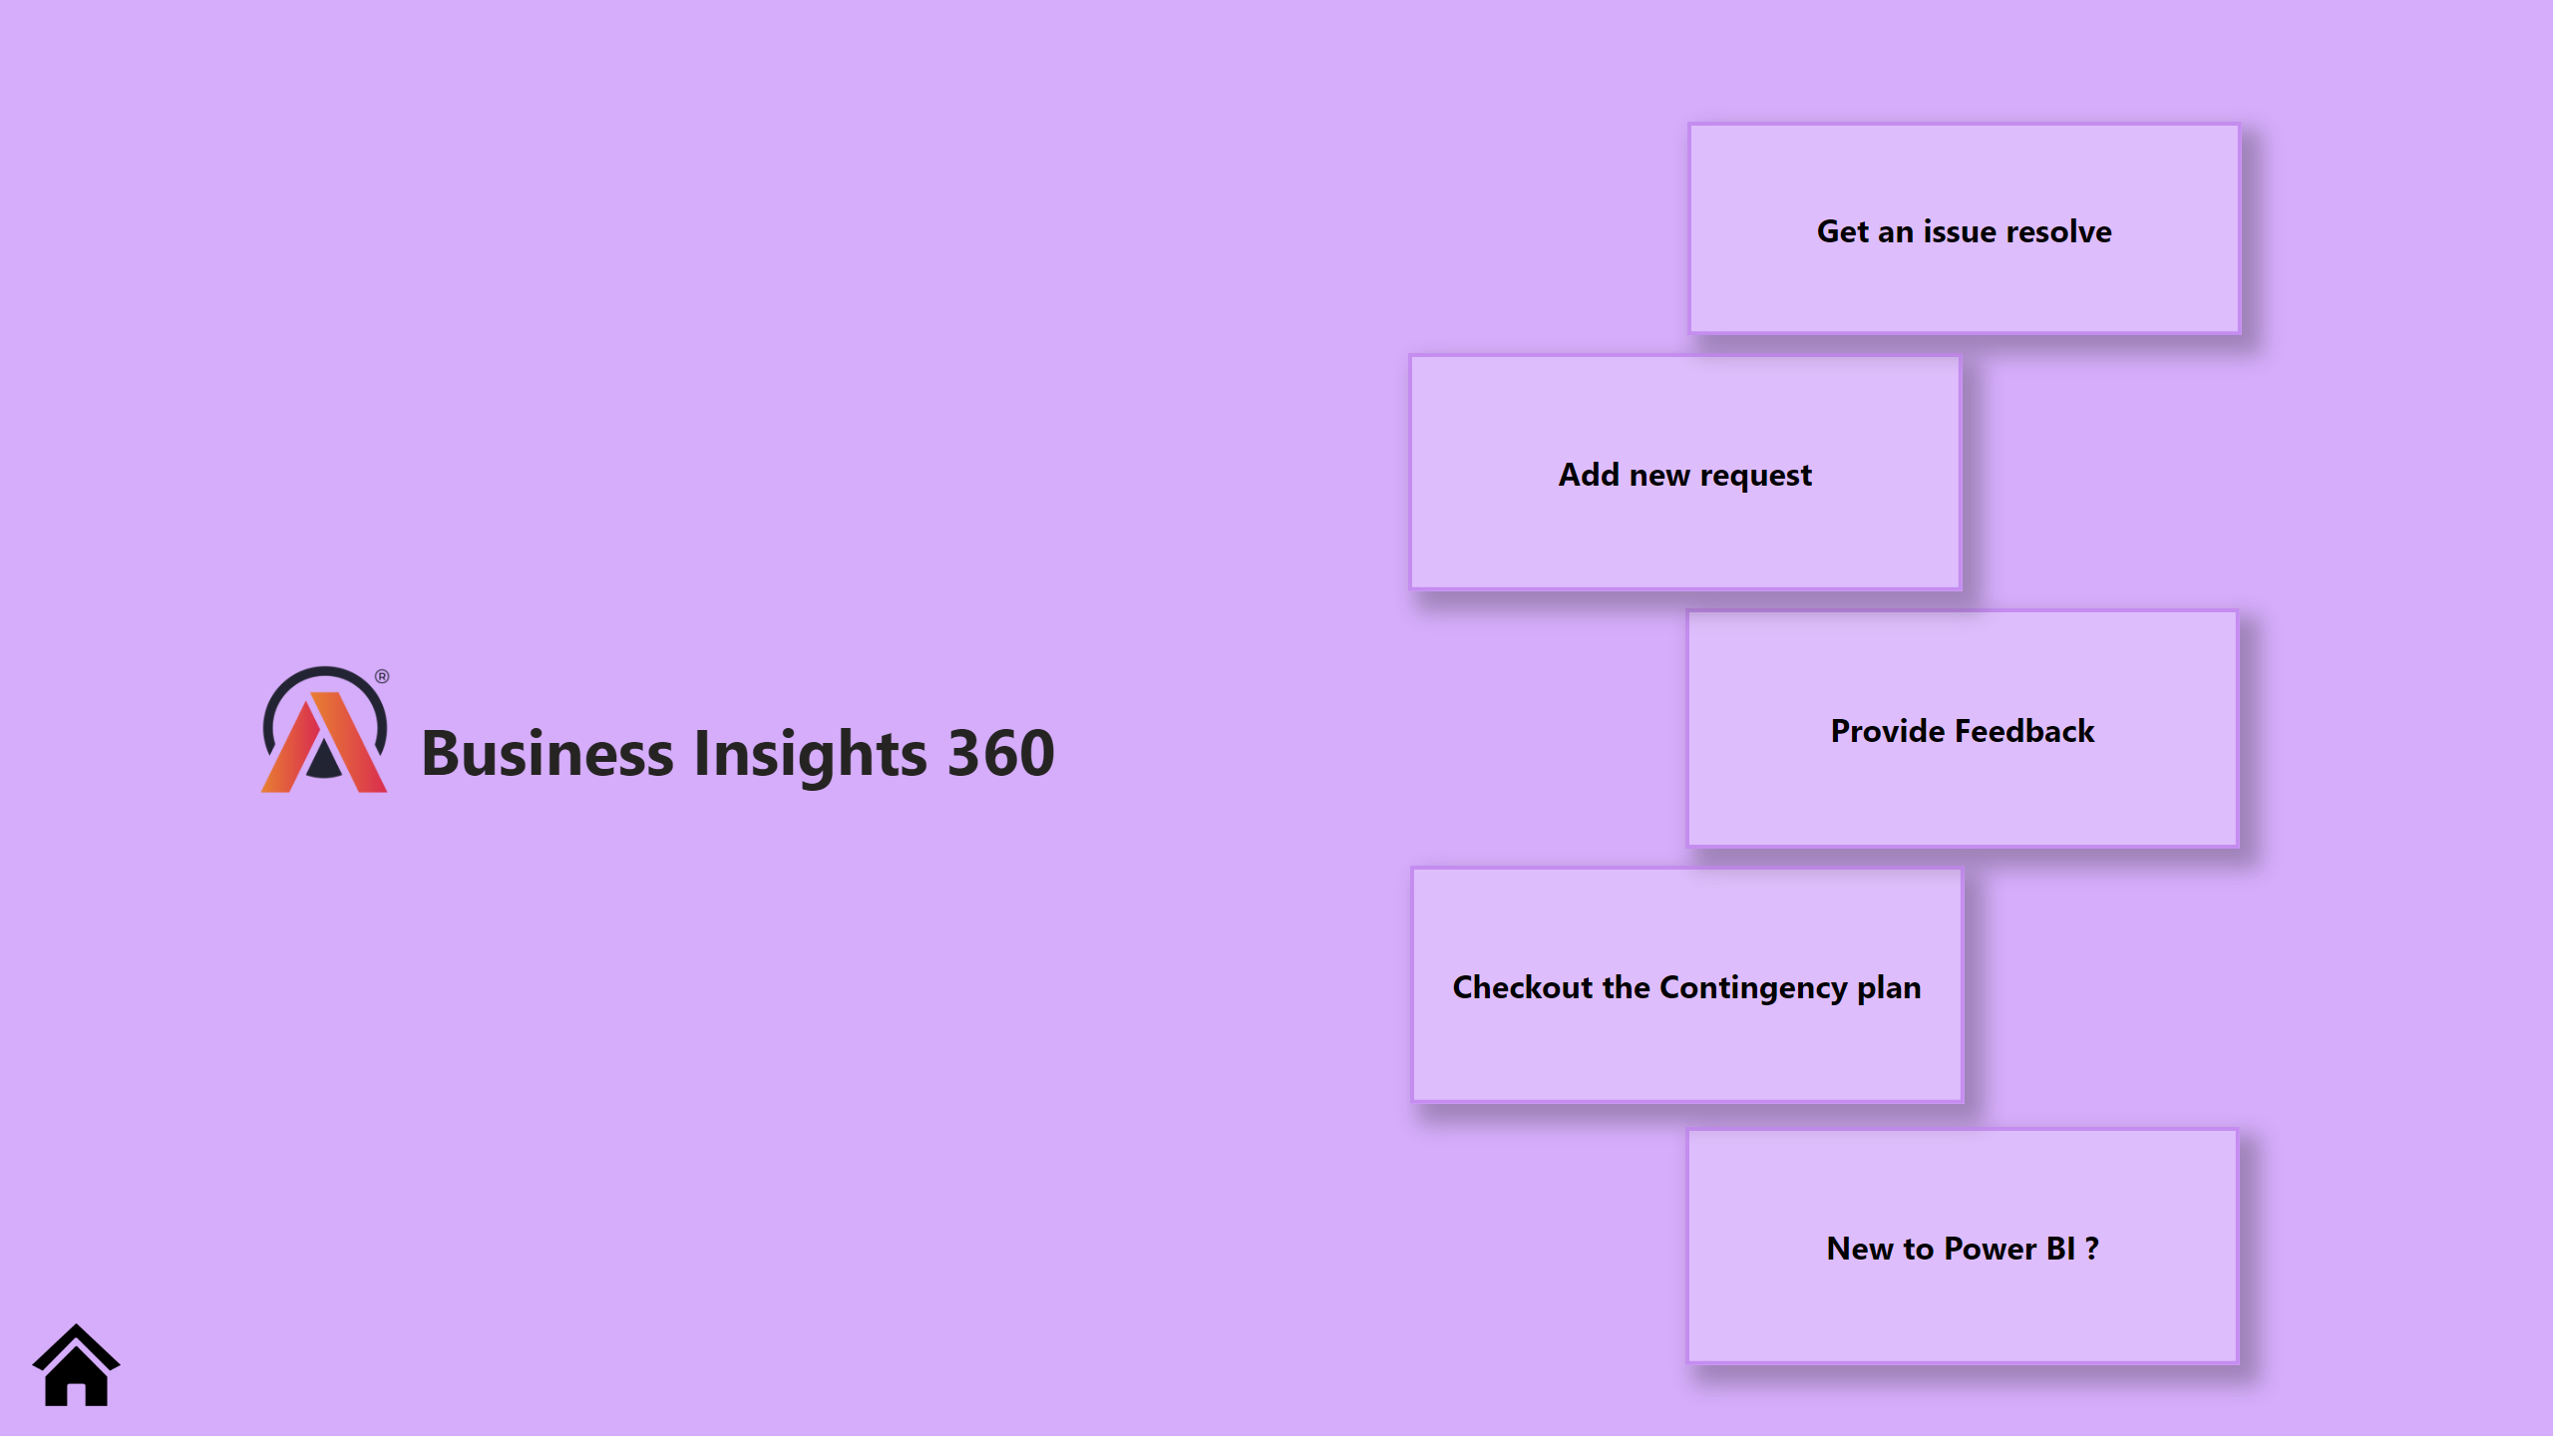 Get an issue resolve
Add new request
®
Business Insights 360
Provide Feedback
Checkout the Contingency plan
New to Power BI ?